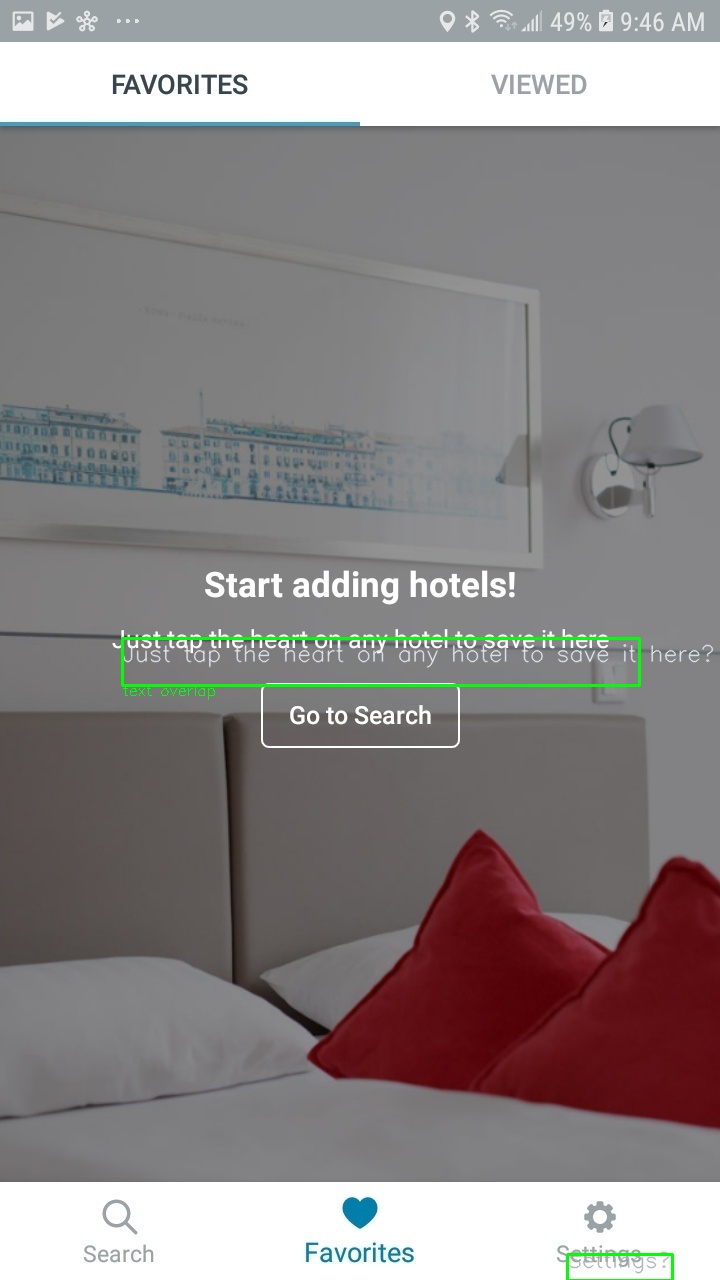 49% 9:46 AM
FAVORITES VIEWED
Start adding hotels!
Just tap the heart on any hotel to save it here
Just tap the heart on any hotel to save it here?
text overlap
Go to Search
Search Favorites Settings
Settings?